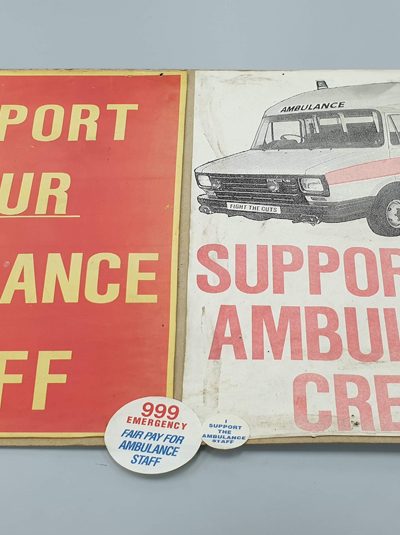 PORT
UR
ANCE
FF
AMBULANCE
FIGHT THE CUTS
SUPPOR
AMBUL
CRE
999
EMERGENCY
FAIR PAY FOR
AMBULANCE
STAFF
I
SUPPORT
THE
AMBULANCE
STAFF